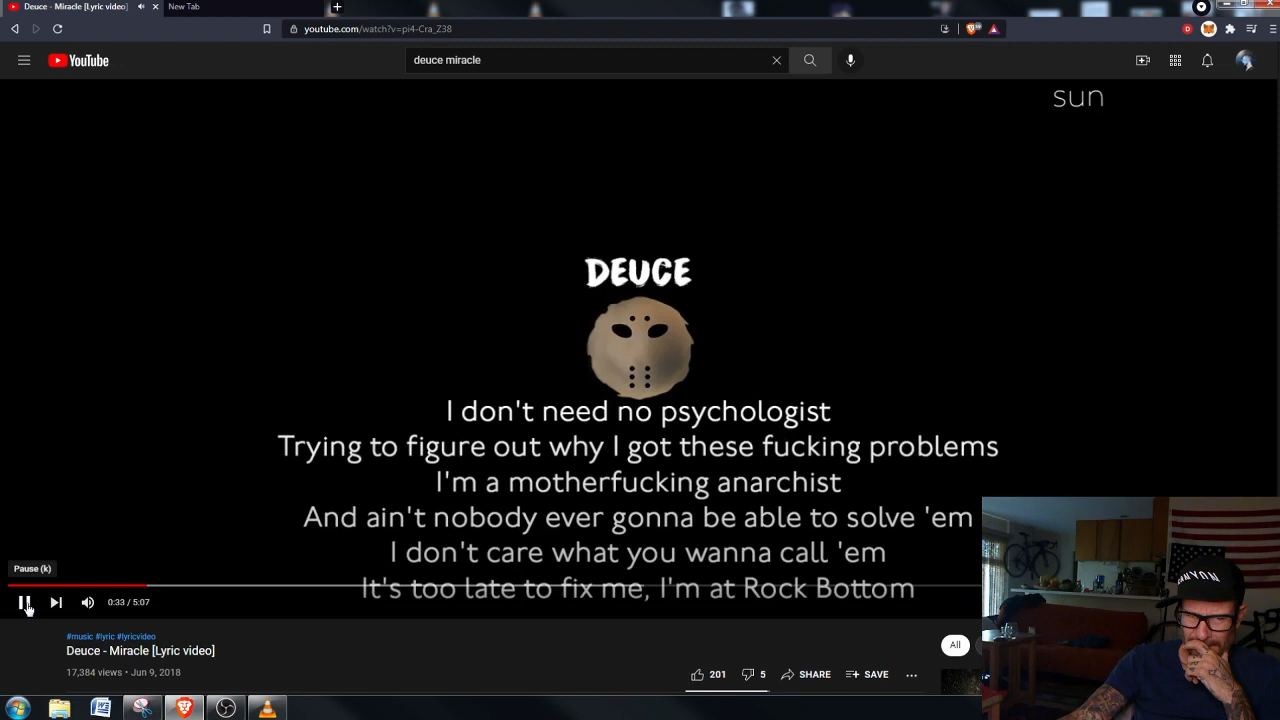 Deuce - Miracle [Lyric video]
New Tab
youtube.com/watch?v=pi4-Cra_Z38
YouTube
deuce miracle
sun
DEUCE
I don't need no psychologist
Trying to figure out why I got these fucking problems
I'm a motherfucking anarchist
And ain't nobody ever gonna be able to solve 'em
I don't care what you wanna call 'em
It's too late to fix me, I'm at Rock Bottom
Pause (k)
0:33 / 5:07
#music #lyric #lyricvideo
Deuce - Miracle [Lyric video]
17,384 views • Jun 9, 2018
201
5
SHARE
SAVE
All